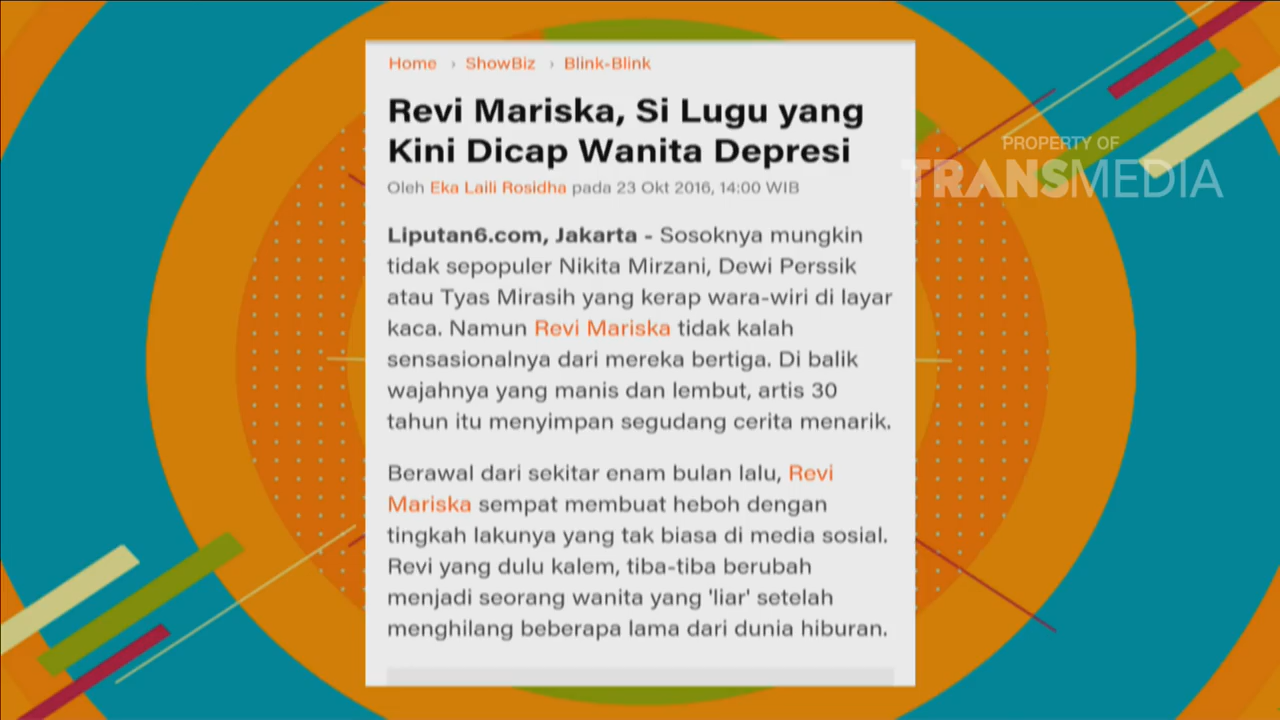 Home › ShowBiz › Blink-Blink
Revi Mariska, Si Lugu yang
Kini Dicap Wanita Depresi
Oleh Eka Laili Rosidha pada 23 Okt 2016, 14:00 WIB
PROPERTY OF
TRANSMEDIA
Liputan6.com, Jakarta - Sosoknya mungkin
tidak sepopuler Nikita Mirzani, Dewi Perssik
atau Tyas Mirasih yang kerap wara-wiri di layar
kaca. Namun Revi Mariska tidak kalah
sensasionalnya dari mereka bertiga. Di balik
wajahnya yang manis dan lembut, artis 30
tahun itu menyimpan segudang cerita menarik.
Berawal dari sekitar enam bulan lalu, Revi
Mariska sempat membuat heboh dengan
tingkah lakunya yang tak biasa di media sosial.
Revi yang dulu kalem, tiba-tiba berubah
menjadi seorang wanita yang 'liar' setelah
menghilang beberapa lama dari dunia hiburan.